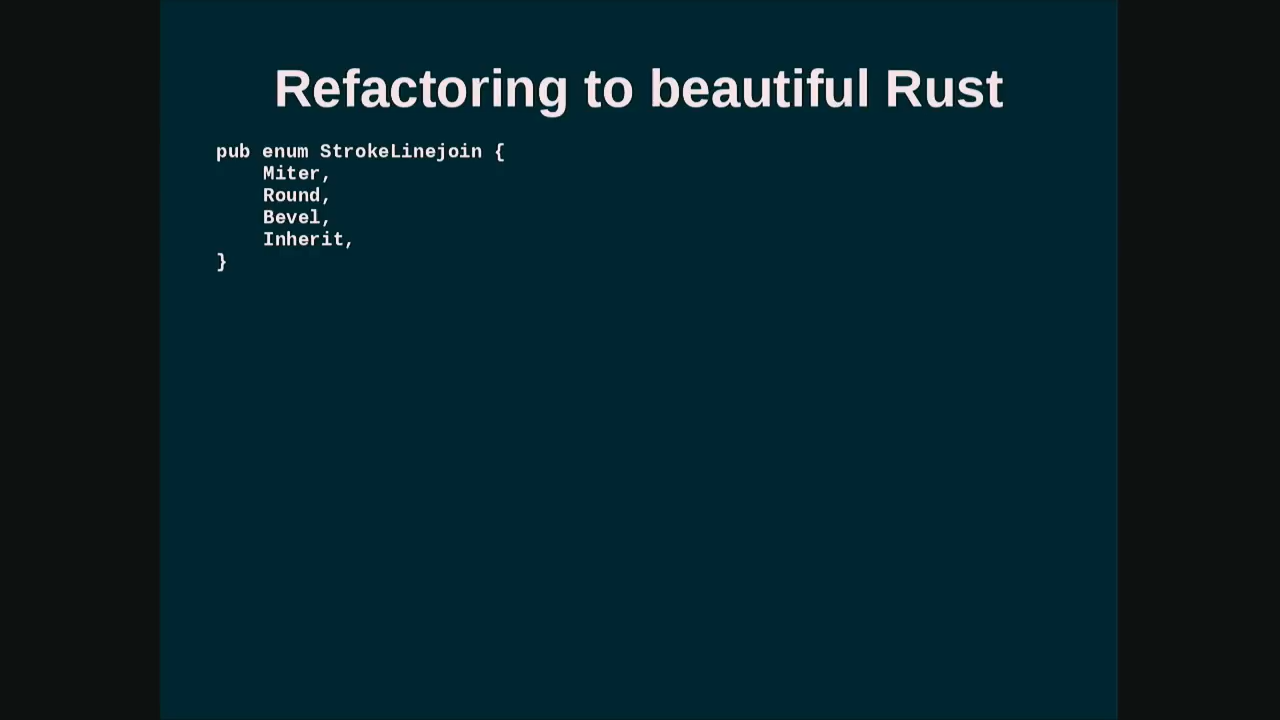 Refactoring to beautiful Rust
pub enum StrokeLinejoin {
    Miter,
    Round,
    Bevel,
    Inherit,
}